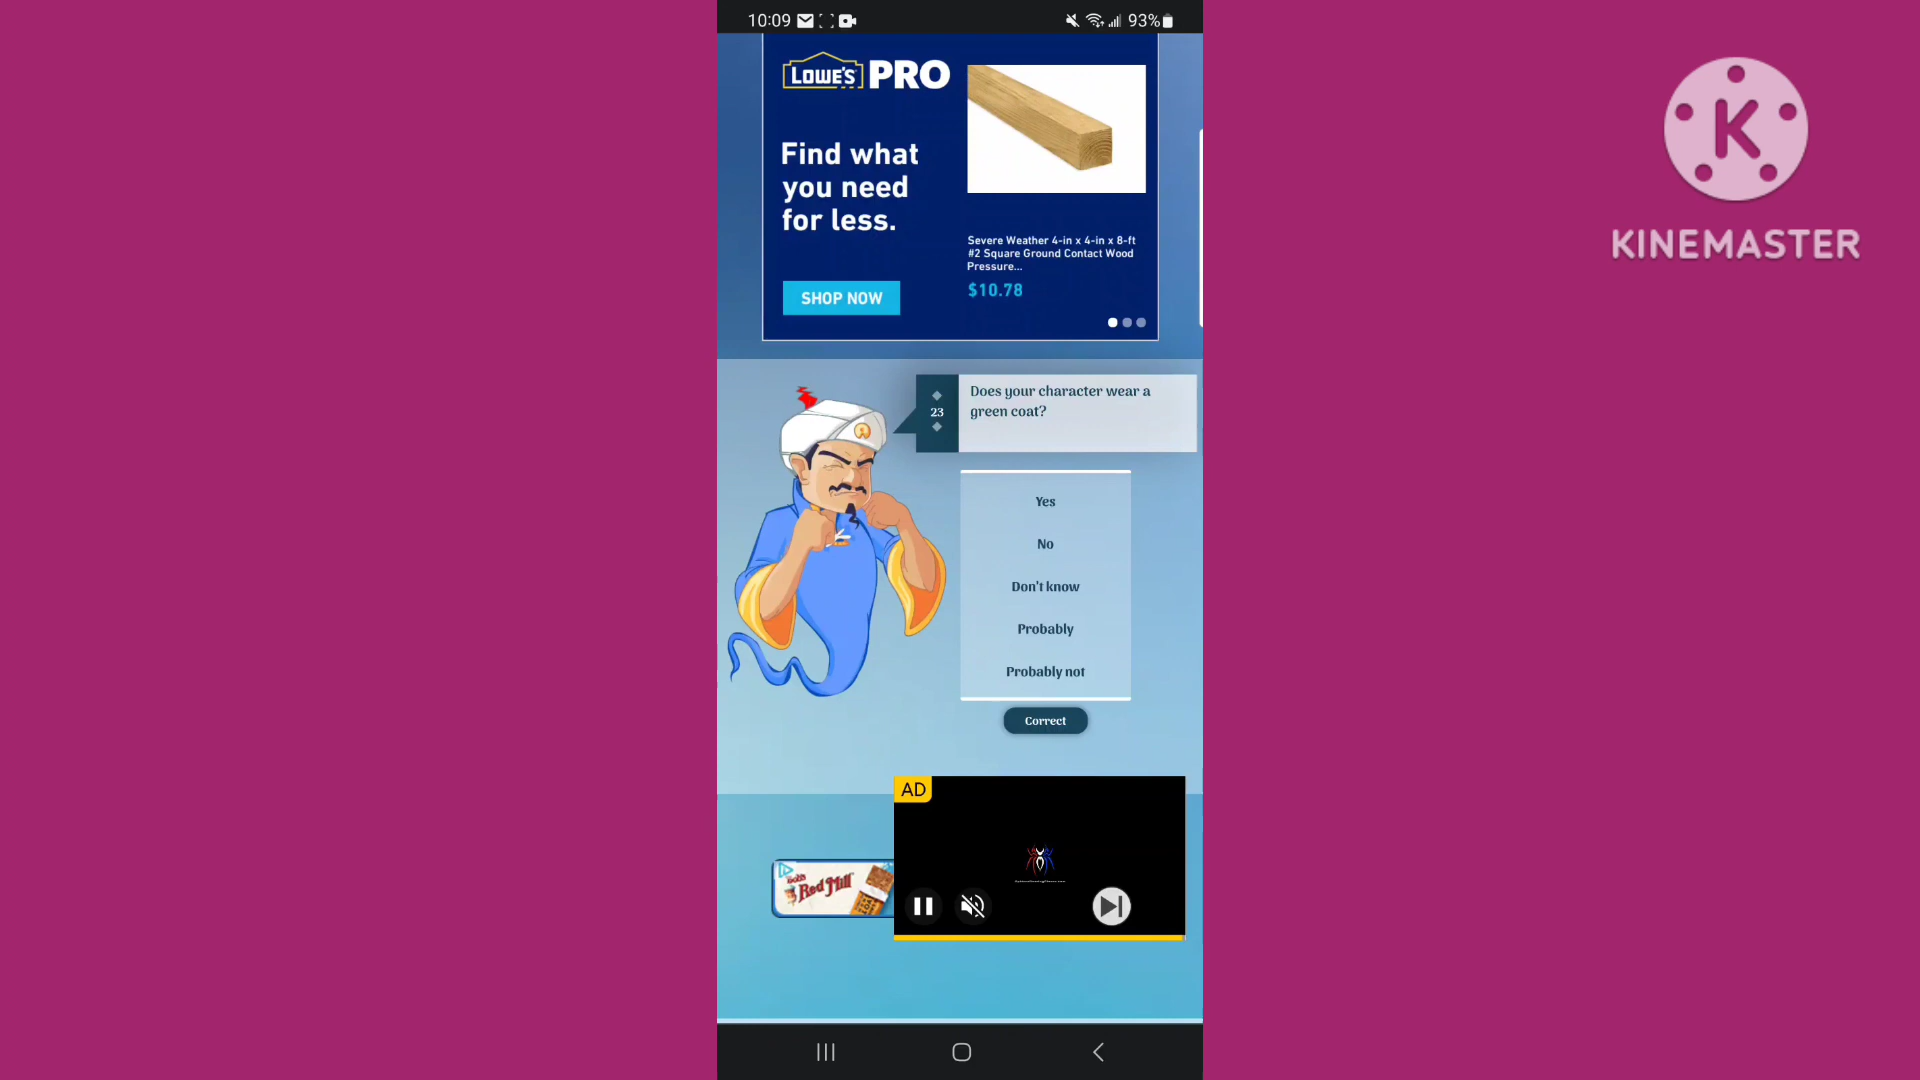 10:09
93%
LOWE'S PRO
Find what
you need
for less.
SHOP NOW
Severe Weather 4-in x 4-in x 8-ft
#2 Square Ground Contact Wood
Pressure...
$10.78
K
KINEMASTER
23
Does your character wear a
green coat?
Yes
No
Don't know
Probably
Probably not
Correct
AD
Bob's
Red Mill